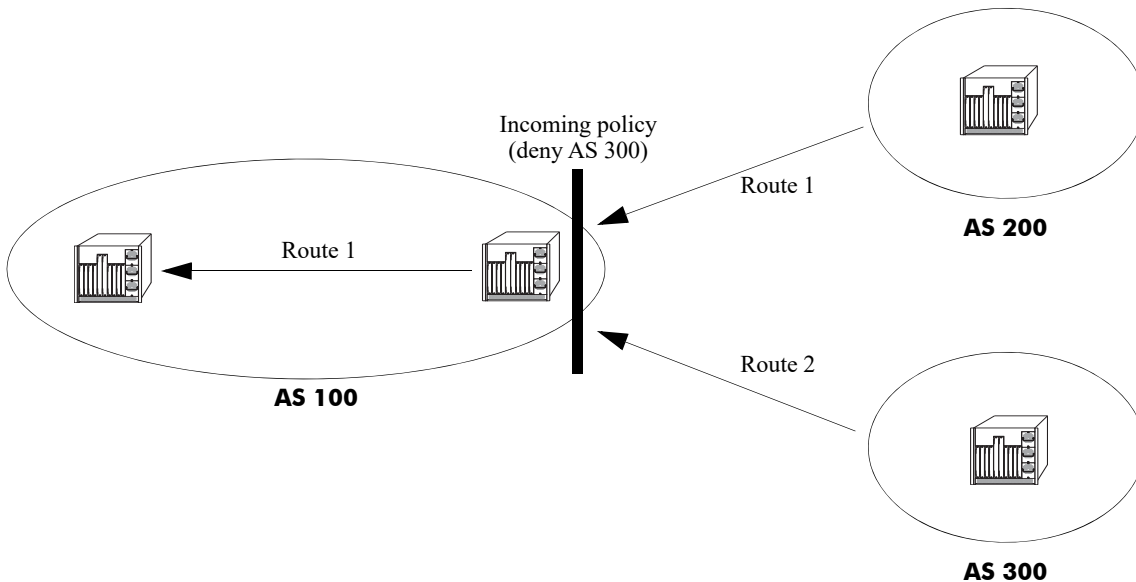 Incoming policy
(deny AS 300)
Route 1
AS 200
Route 1
AS 100
Route 2
AS 300